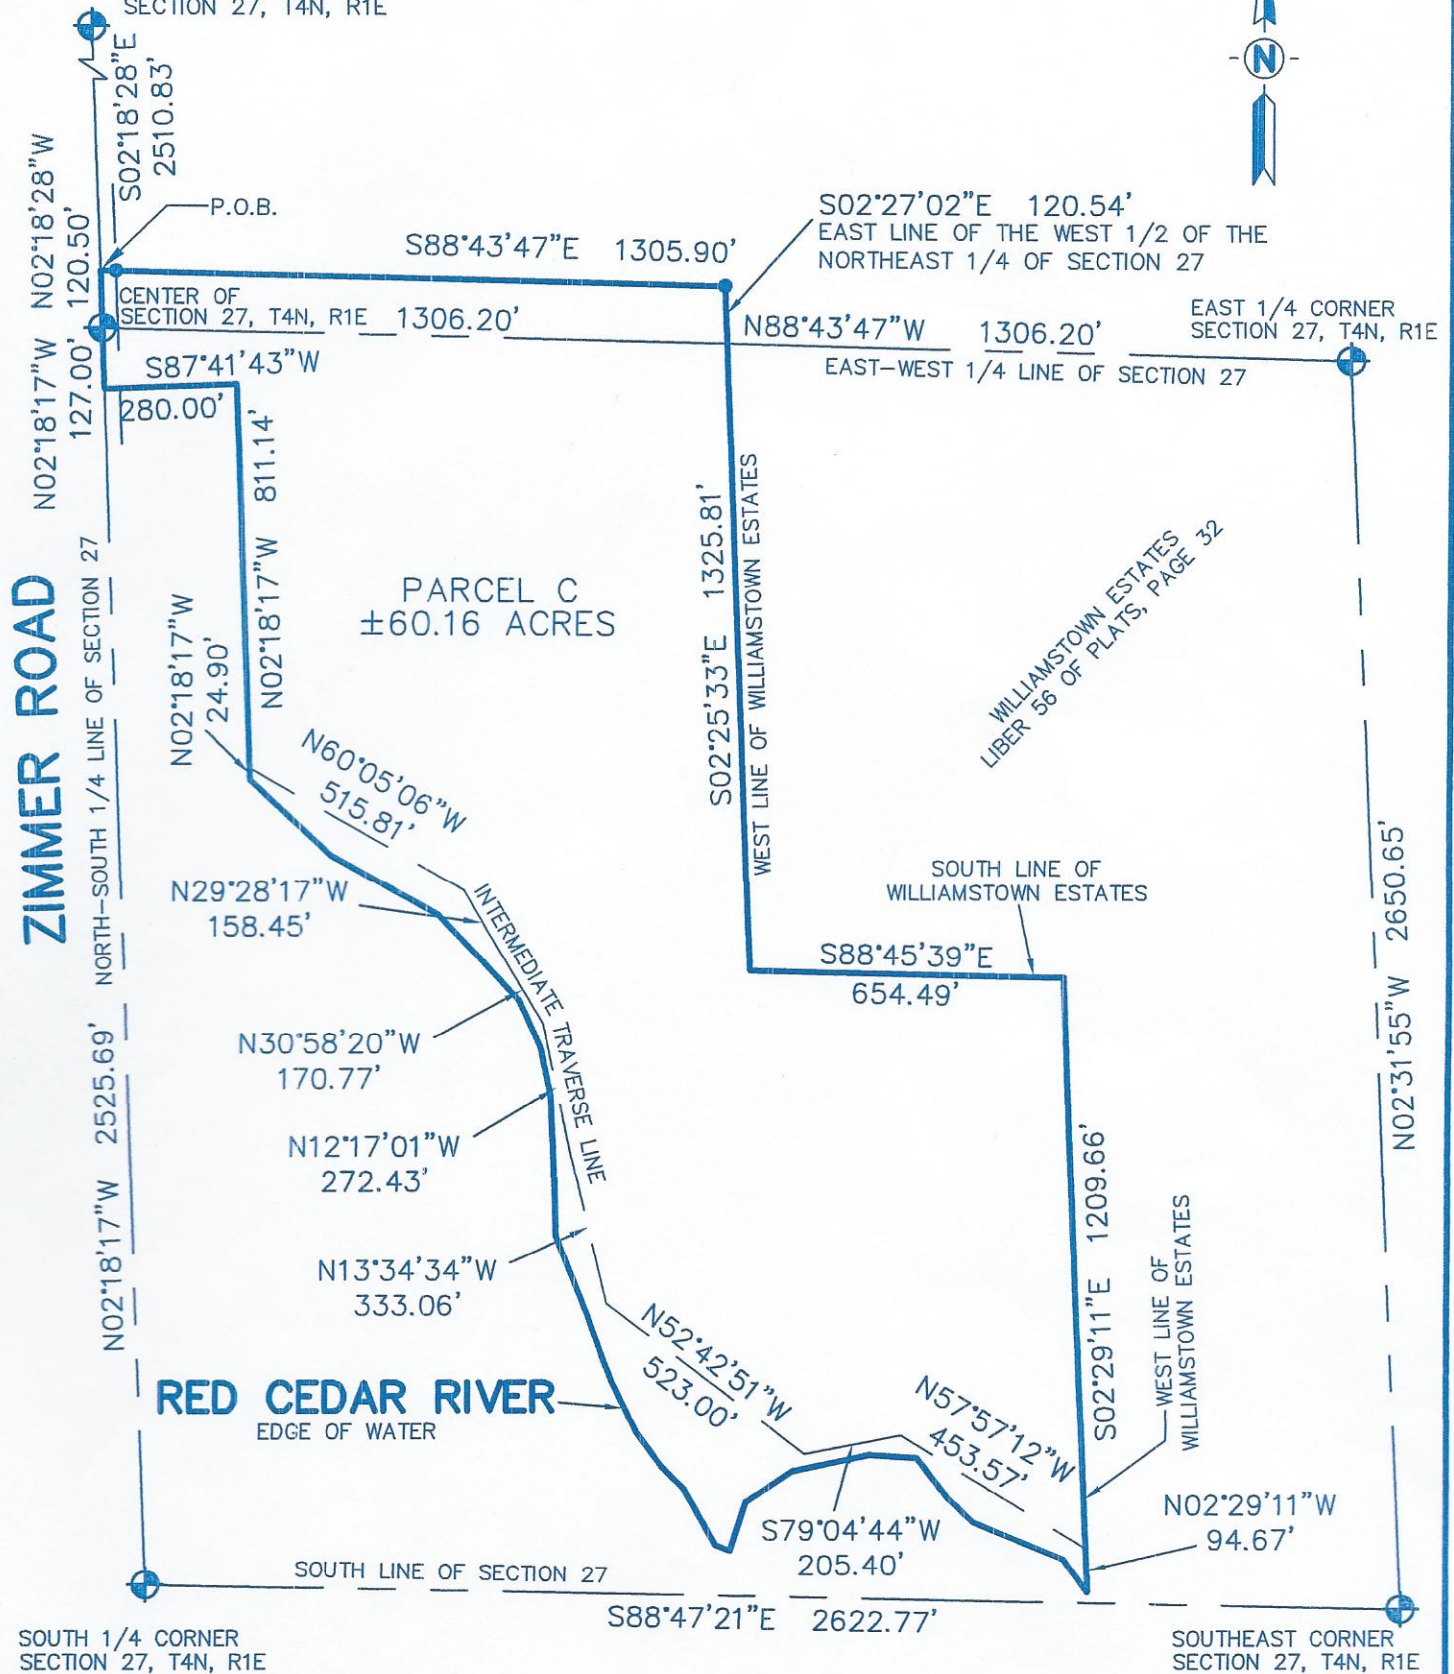 SECTION 27, T4N, R1E
S02°18'28"E
2510.83'
N
P.O.B.
N02°18'28"W
120.50'
S88°43'47"E 1305.90'
S02°27'02"E 120.54'
EAST LINE OF THE WEST 1/2 OF THE
NORTHEAST 1/4 OF SECTION 27
CENTER OF
SECTION 27, T4N, R1E
1306.20'
N88°43'47"W 1306.20'
EAST-WEST 1/4 LINE OF SECTION 27
EAST 1/4 CORNER
SECTION 27, T4N, R1E
N02°18'17"W
127.00'
S87°41'43"W
280.00'
N02°18'17"W 811.14'
PARCEL C
±60.16 ACRES
S02°25'33"E 1325.81'
WEST LINE OF WILLIAMSTOWN ESTATES
WILLIAMSTOWN ESTATES
LIBER 56 OF PLATS, PAGE 32
ZIMMER ROAD
NORTH-SOUTH 1/4 LINE OF SECTION 27
N02°18'17"W
24.90'
N60°05'06"W
515.81'
N29°28'17"W
158.45'
INTERMEDIATE TRAVERSE LINE
SOUTH LINE OF
WILLIAMSTOWN ESTATES
S88°45'39"E
654.49'
N02°31'55"W 2650.65'
N30°58'20"W
170.77'
N02°18'17"W 2525.69'
N12°17'01"W
272.43'
N13°34'34"W
333.06'
S02°29'11"E 1209.66'
WEST LINE OF
WILLIAMSTOWN ESTATES
N52°42'51"W
523.00'
RED CEDAR RIVER
EDGE OF WATER
N57°57'12"W
453.57'
S79°04'44"W
205.40'
N02°29'11"W
94.67'
SOUTH LINE OF SECTION 27
S88°47'21"E 2622.77'
SOUTH 1/4 CORNER
SECTION 27, T4N, R1E
SOUTHEAST CORNER
SECTION 27, T4N, R1E